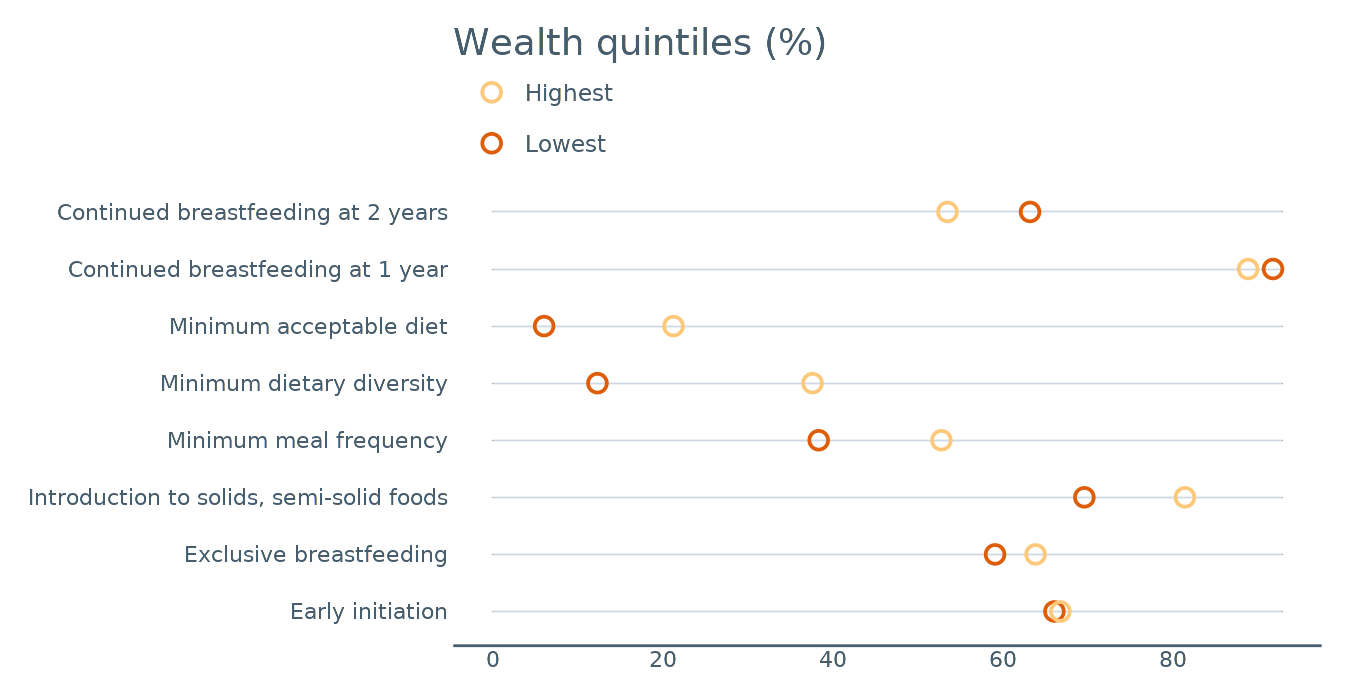 Wealth quintiles (%)
Highest
Lowest
Continued breastfeeding at 2 years
Continued breastfeeding at 1 year
Minimum acceptable diet
Minimum dietary diversity
Minimum meal frequency
Introduction to solids, semi-solid foods
Exclusive breastfeeding
Early initiation
0 20 40 60 80